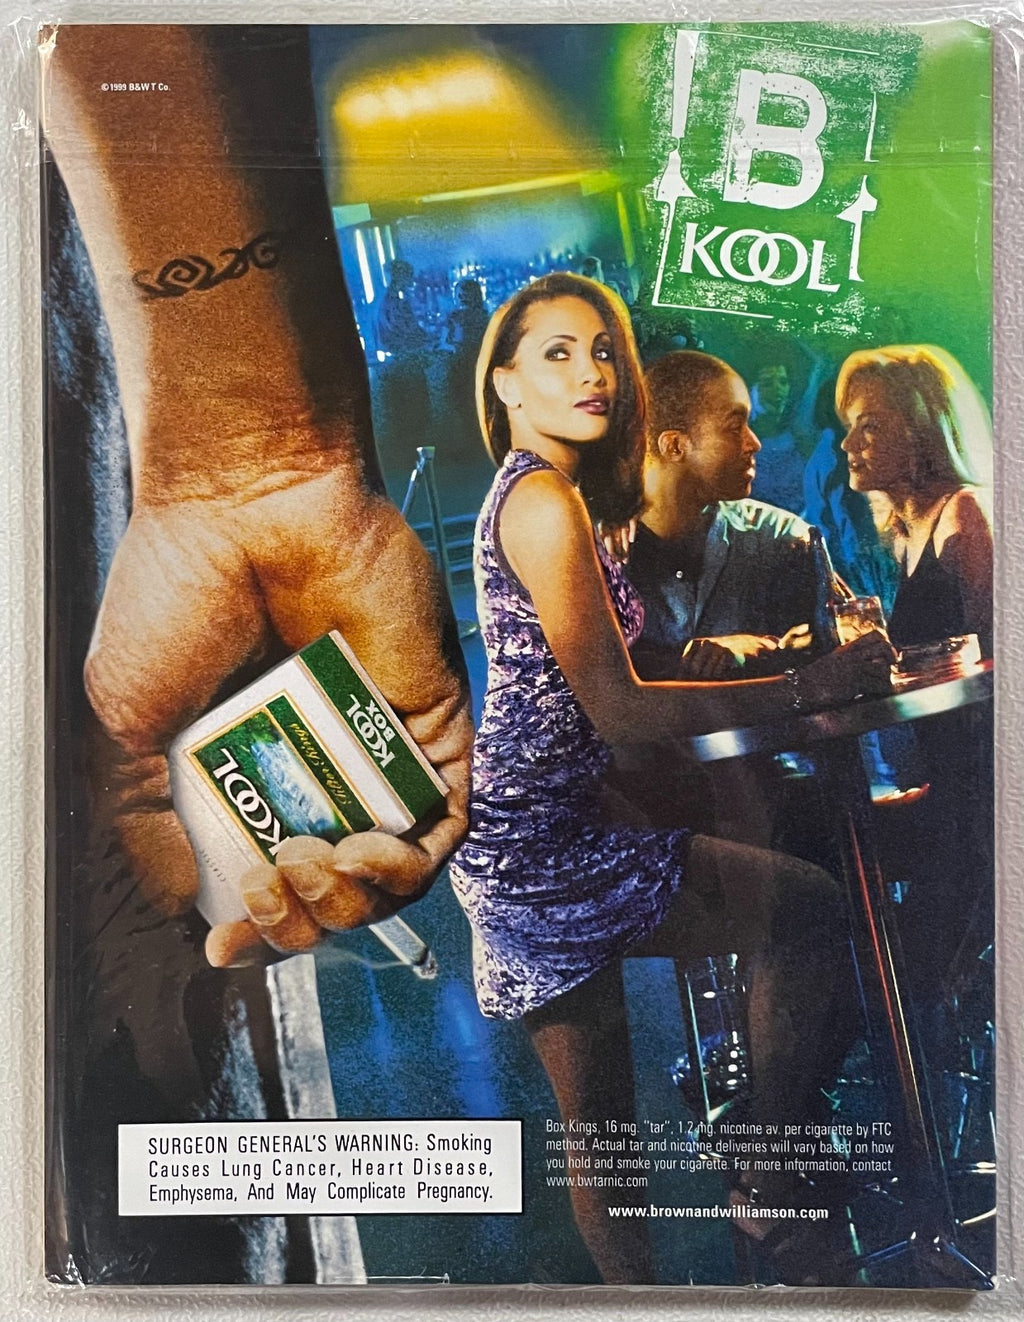 ©1999 B&W T Co.
B
KOOL
KOOL
BOX
Filter Kings
KOOL
SURGEON GENERAL'S WARNING: Smoking
Causes Lung Cancer, Heart Disease,
Emphysema, And May Complicate Pregnancy.
Box Kings, 16 mg. "tar", 1.2 mg. nicotine av. per cigarette by FTC
method. Actual tar and nicotine deliveries will vary based on how
you hold and smoke your cigarette. For more information, contact
www.bwtarnic.com
www.brownandwilliamson.com